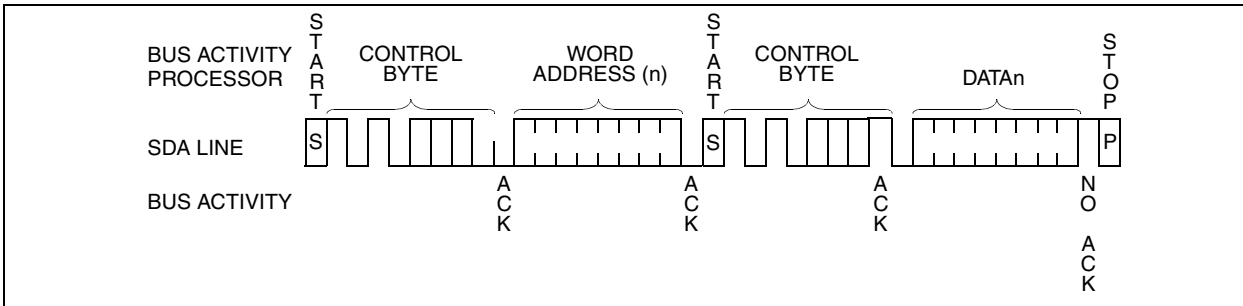 BUS ACTIVITY
PROCESSOR
START
CONTROL
BYTE
WORD
ADDRESS (n)
START
CONTROL
BYTE
DATAn
STOP
SDA LINE
S
S
P
BUS ACTIVITY
ACK
ACK
ACK
NO ACK